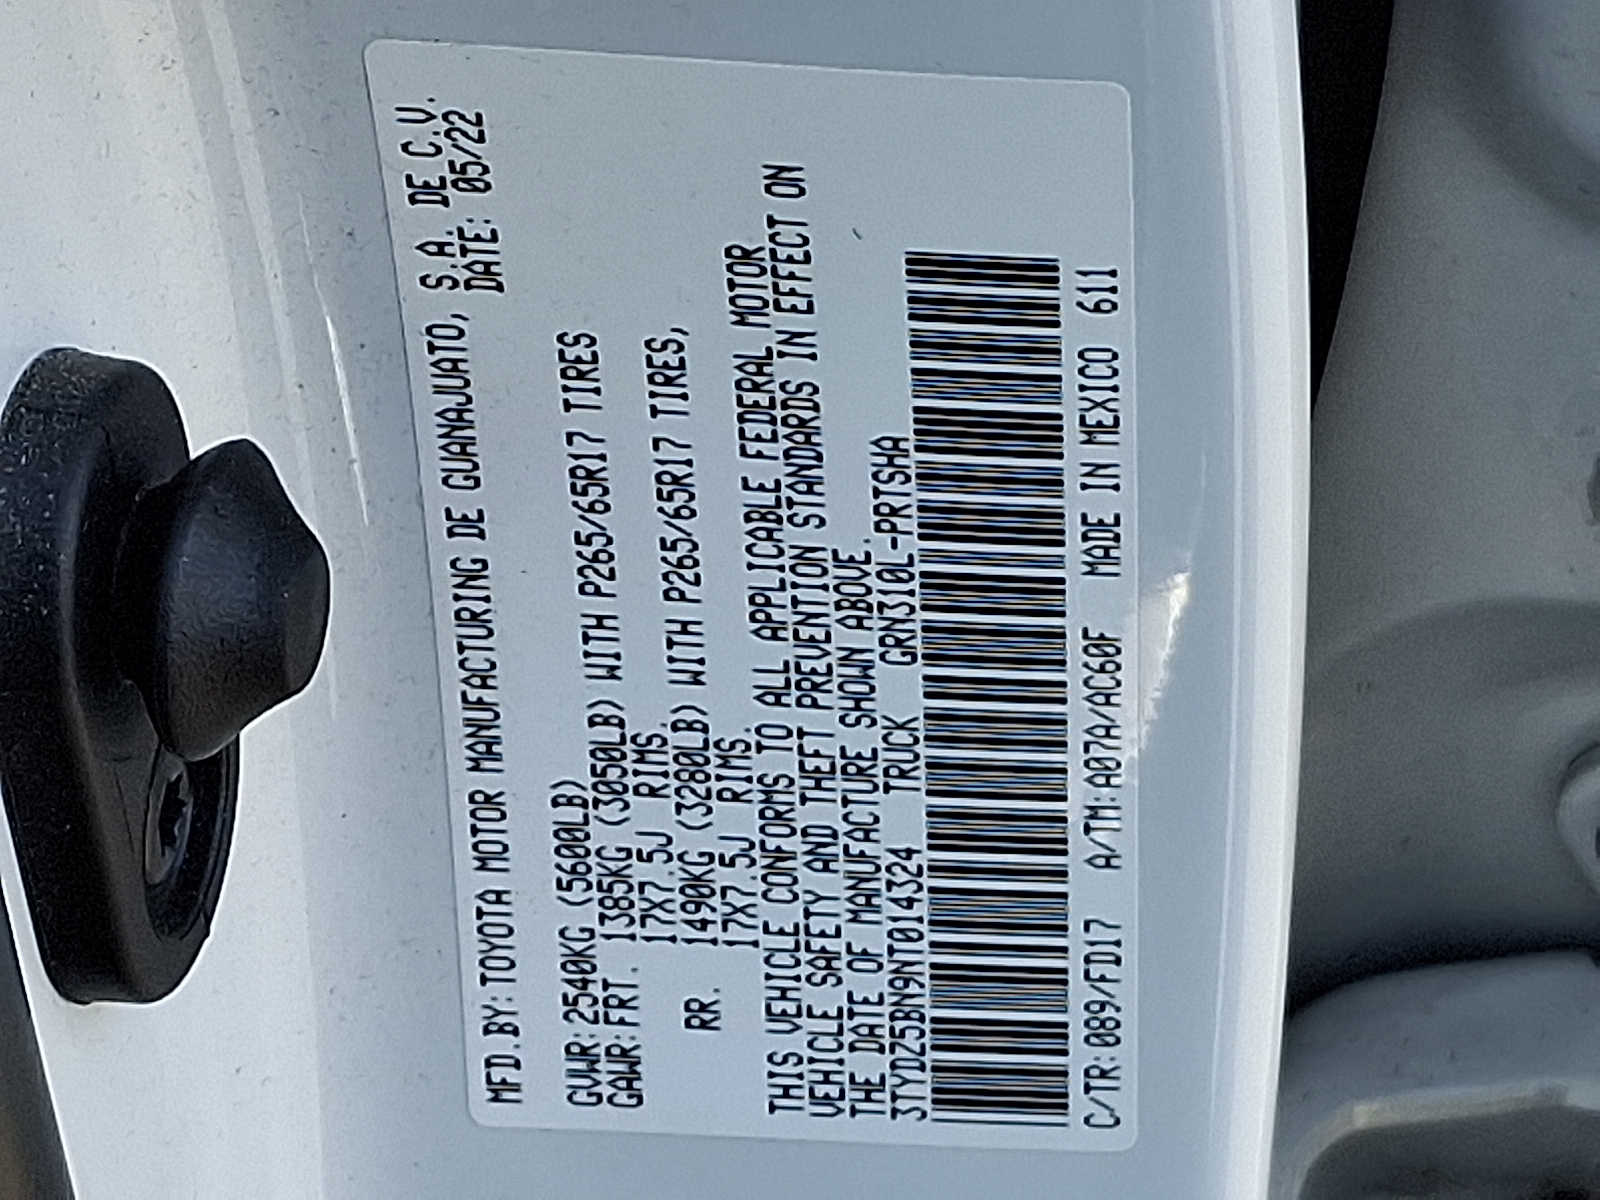 MFD.BY:TOYOTA MOTOR MANUFACTURING DE GUANAJUATO, S.A. DE C.V.
DATE: 05/22
GVWR:2540KG (5600LB)
GAWR:FRT. 1385KG (3050LB) WITH P265/65R17 TIRES
17X7.5J RIMS.
RR. 1490KG (3280LB) WITH P265/65R17 TIRES,
17X7.5J RIMS.
THIS VEHICLE CONFORMS TO ALL APPLICABLE FEDERAL MOTOR
VEHICLE SAFETY AND THEFT PREVENTION STANDARDS IN EFFECT ON
THE DATE OF MANUFACTURE SHOWN ABOVE.
3TYDZ5BN9NT014324 TRUCK GRN310L-PRTSHA
C/TR:089/FD17 A/TM:A07A/AC60F MADE IN MEXICO 611